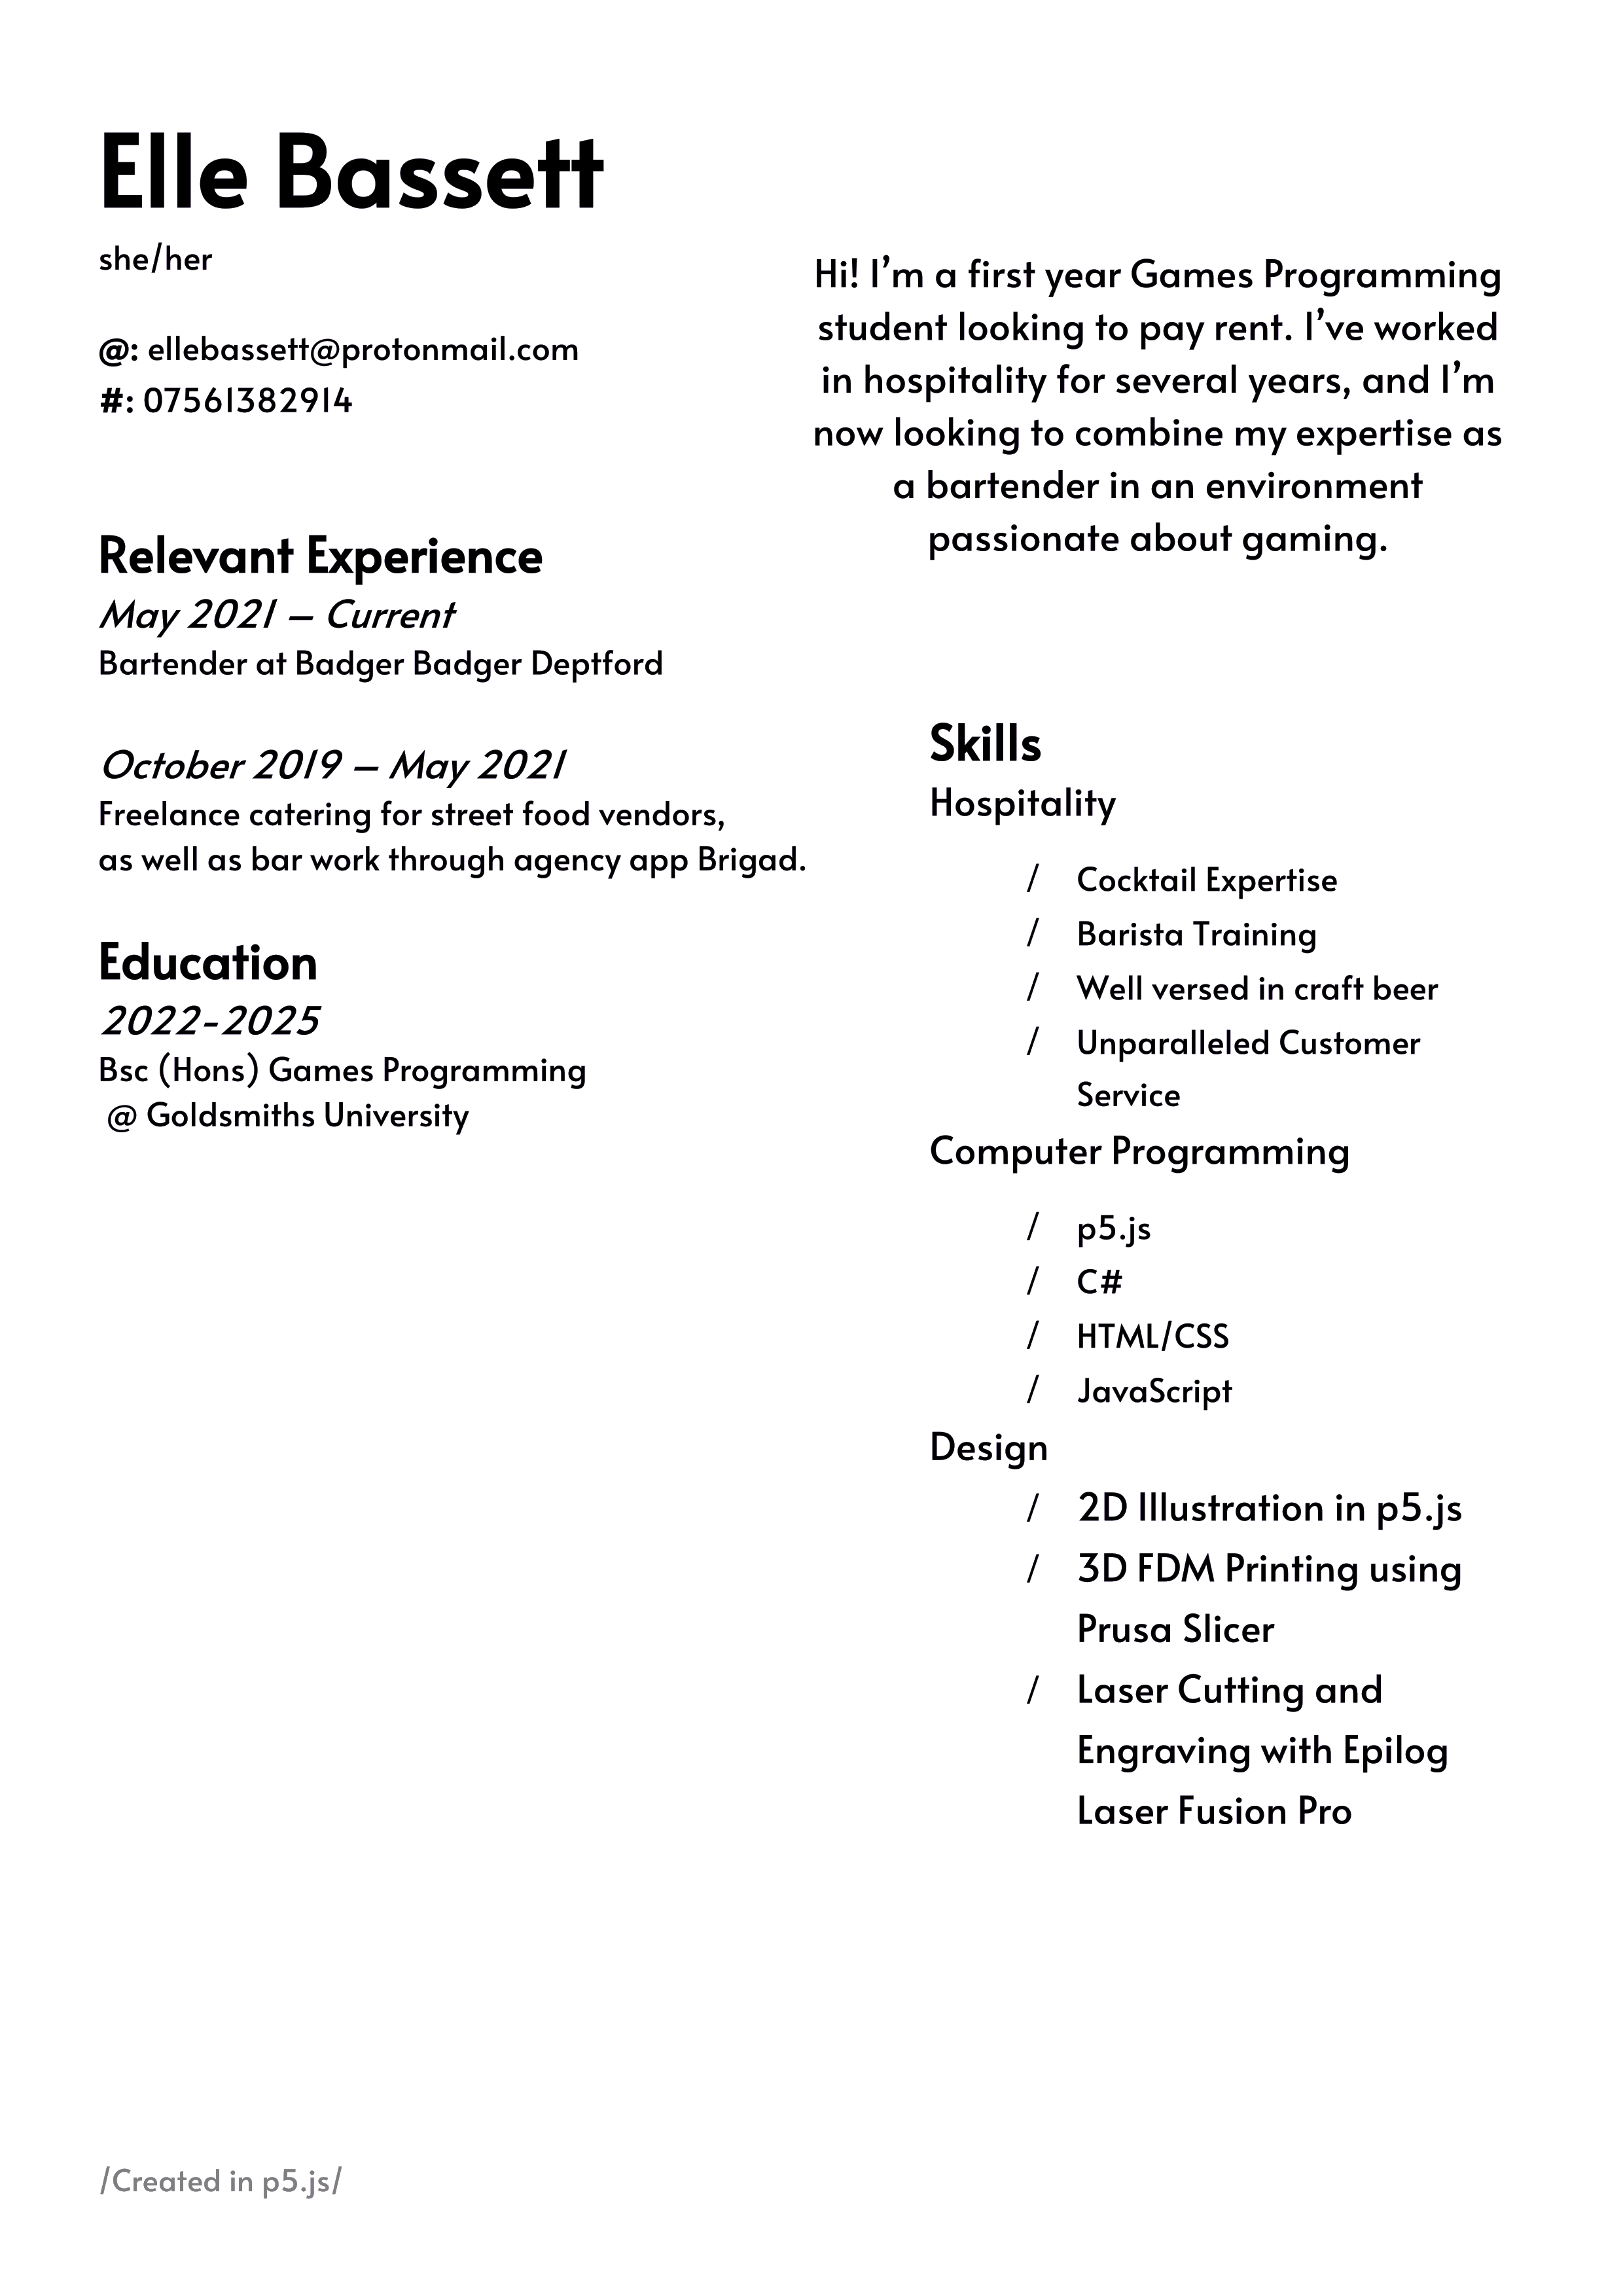 Elle Bassett
she/her
@: ellebassett@protonmail.com
#: 07561382914
Hi! I’m a first year Games Programming
student looking to pay rent. I’ve worked
in hospitality for several years, and I’m
now looking to combine my expertise as
a bartender in an environment
passionate about gaming.
Relevant Experience
May 2021 – Current
Bartender at Badger Badger Deptford
October 2019 – May 2021
Freelance catering for street food vendors,
as well as bar work through agency app Brigad.
Education
2022-2025
Bsc (Hons) Games Programming
@ Goldsmiths University
Skills
Hospitality
/ Cocktail Expertise
/ Barista Training
/ Well versed in craft beer
/ Unparalleled Customer
Service
Computer Programming
/ p5.js
/ C#
/ HTML/CSS
/ JavaScript
Design
/ 2D Illustration in p5.js
/ 3D FDM Printing using
Prusa Slicer
/ Laser Cutting and
Engraving with Epilog
Laser Fusion Pro
/Created in p5.js/